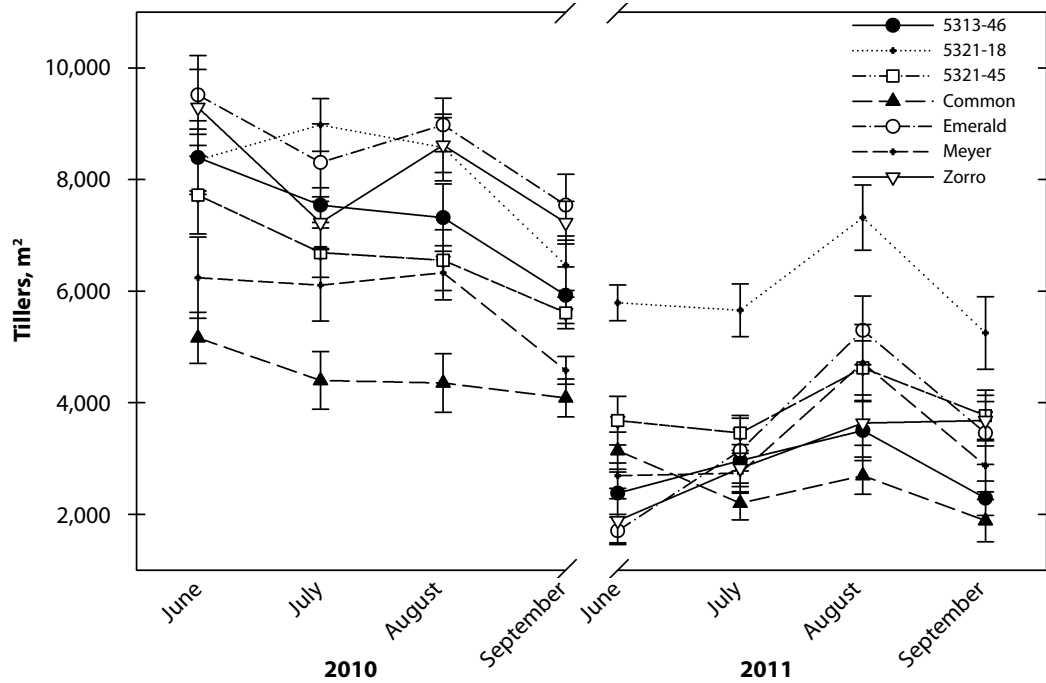 10,000
8,000
6,000
4,000
2,000
Tillers, m²
5313-46
5321-18
5321-45
Common
Emerald
Meyer
Zorro
June
July
August
September
June
July
August
September
2010
2011